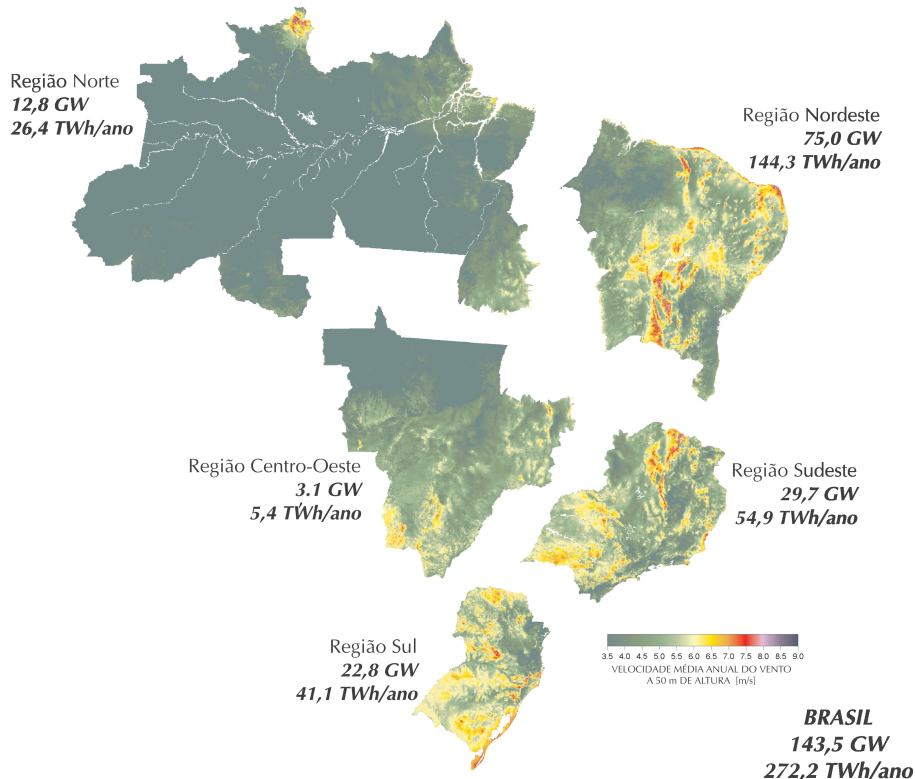 Região Norte
12,8 GW
26,4 TWh/ano
Região Nordeste
75,0 GW
144,3 TWh/ano
Região Centro-Oeste
3.1 GW
5,4 TWh/ano
Região Sudeste
29,7 GW
54,9 TWh/ano
Região Sul
22,8 GW
41,1 TWh/ano
3.5 4.0 4.5 5.0 5.5 6.0 6.5 7.0 7.5 8.0 8.5 9.0
VELOCIDADE MÉDIA ANUAL DO VENTO
A 50 m DE ALTURA [m/s]
BRASIL
143,5 GW
272,2 TWh/ano